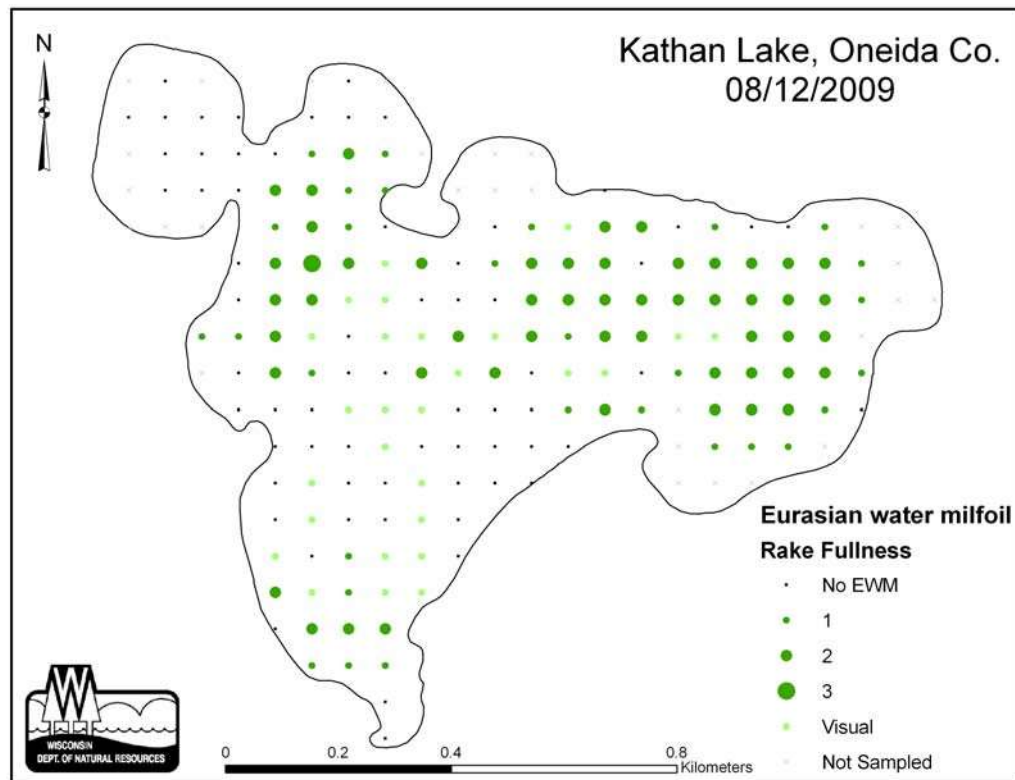 N
Kathan Lake, Oneida Co.
08/12/2009
Eurasian water milfoil
Rake Fullness
No EWM
1
2
3
Visual
Not Sampled
W
WISCONSIN
DEPT. OF NATURAL RESOURCES
0 0.2 0.4 0.8
Kilometers